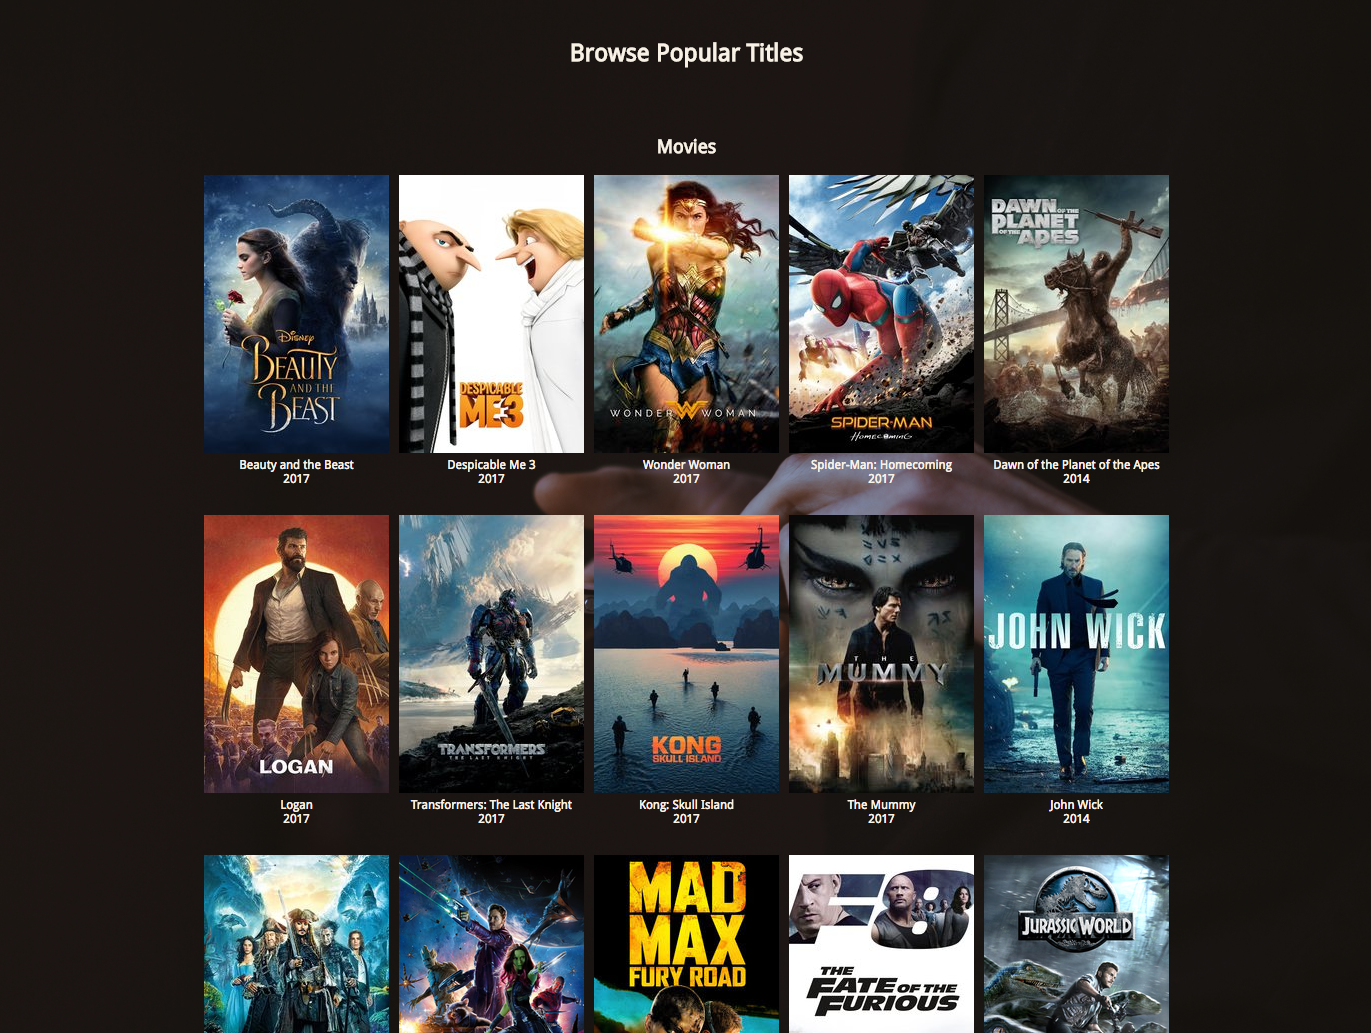 Browse Popular Titles
Movies
Disney
BEAUTY
AND THE
BEAST
DESPICABLE
ME3
WONDER WOMAN
SPIDER-MAN
HOMECOMING
DAWN OF THE
PLANET
OF THE APES
Beauty and the Beast
2017
Despicable Me 3
2017
Wonder Woman
2017
Spider-Man: Homecoming
2017
Dawn of the Planet of the Apes
2014
LOGAN
TRANSFORMERS
THE LAST KNIGHT
KONG
SKULL ISLAND
THE
MUMMY
JOHN WICK
Logan
2017
Transformers: The Last Knight
2017
Kong: Skull Island
2017
The Mummy
2017
John Wick
2014
MAD
MAX
FURY ROAD
F8
THE
FATE OF THE
FURIOUS
JURASSIC WORLD